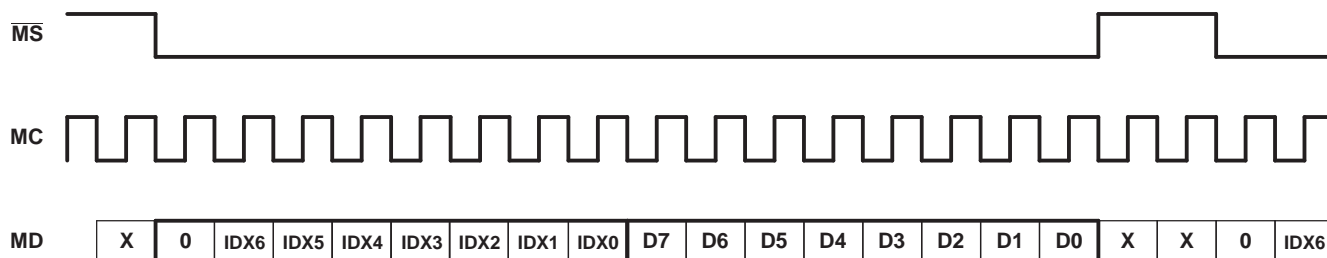 MS
MC
MD X 0 IDX6 IDX5 IDX4 IDX3 IDX2 IDX1 IDX0 D7 D6 D5 D4 D3 D2 D1 D0 X X 0 IDX6